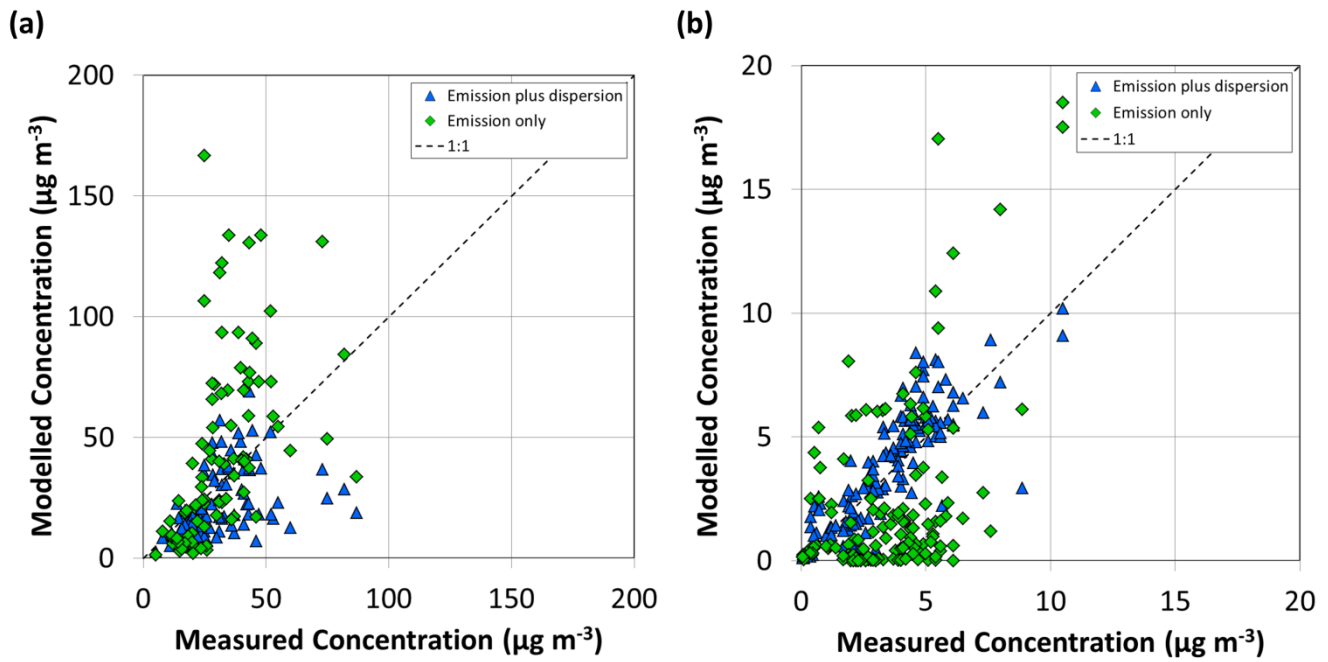 (a)
200
150
100
50
0
0 50 100 150 200
Modelled Concentration (µg m⁻³)
Measured Concentration (µg m⁻³)
Emission plus dispersion
Emission only
1:1
(b)
20
15
10
5
0
0 5 10 15 20
Modelled Concentration (µg m⁻³)
Measured Concentration (µg m⁻³)
Emission plus dispersion
Emission only
1:1